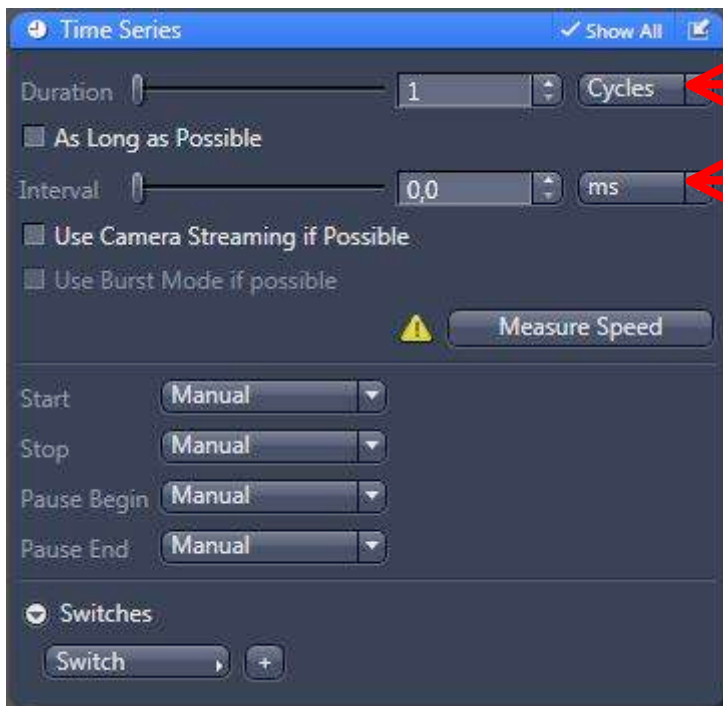 Time Series Show All
Duration 1 Cycles
As Long as Possible
Interval 0,0 ms
Use Camera Streaming if Possible
Use Burst Mode if possible
Measure Speed
Start Manual
Stop Manual
Pause Begin Manual
Pause End Manual
Switches
Switch +